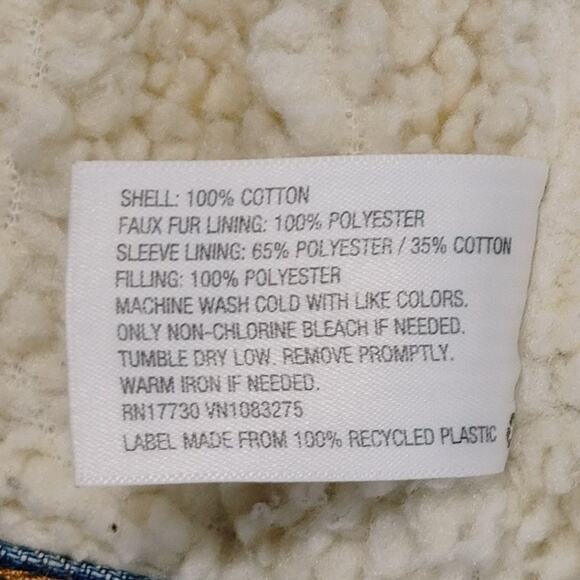 SHELL: 100% COTTON
FAUX FUR LINING: 100% POLYESTER
SLEEVE LINING: 65% POLYESTER / 35% COTTON
FILLING: 100% POLYESTER
MACHINE WASH COLD WITH LIKE COLORS.
ONLY NON-CHLORINE BLEACH IF NEEDED.
TUMBLE DRY LOW. REMOVE PROMPTLY.
WARM IRON IF NEEDED.
RN17730 VN1083275
LABEL MADE FROM 100% RECYCLED PLASTIC